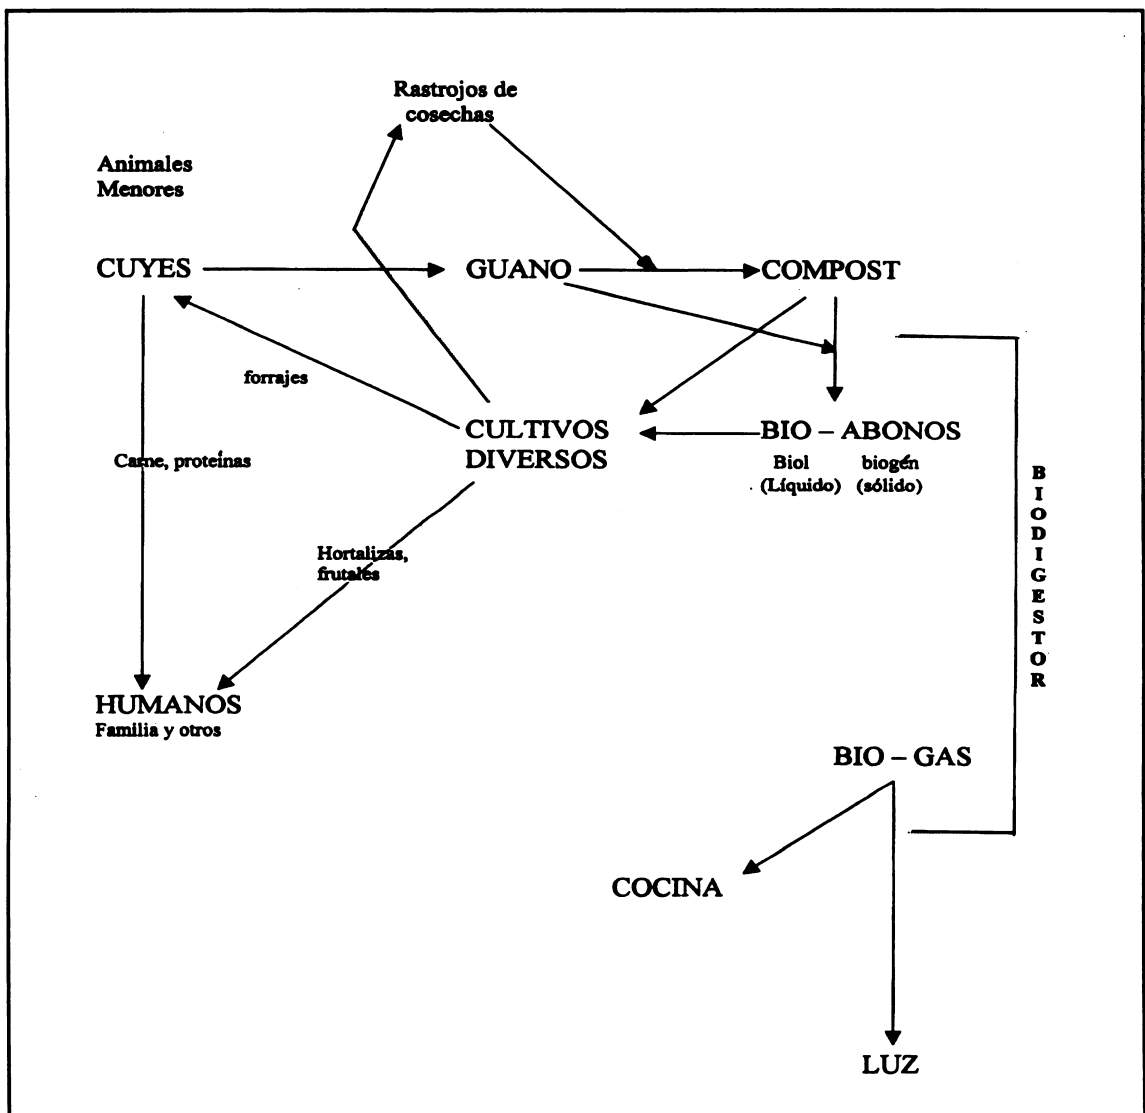 Rastrojos de
cosechas
Animales
Menores
CUYES
GUANO
COMPOST
forrajes
CULTIVOS
DIVERSOS
BIO – ABONOS
Biol biogén
(Líquido) (sólido)
Carne, proteínas
Hortalizas,
frutales
BIODIGESTOR
HUMANOS
Familia y otros
BIO – GAS
COCINA
LUZ